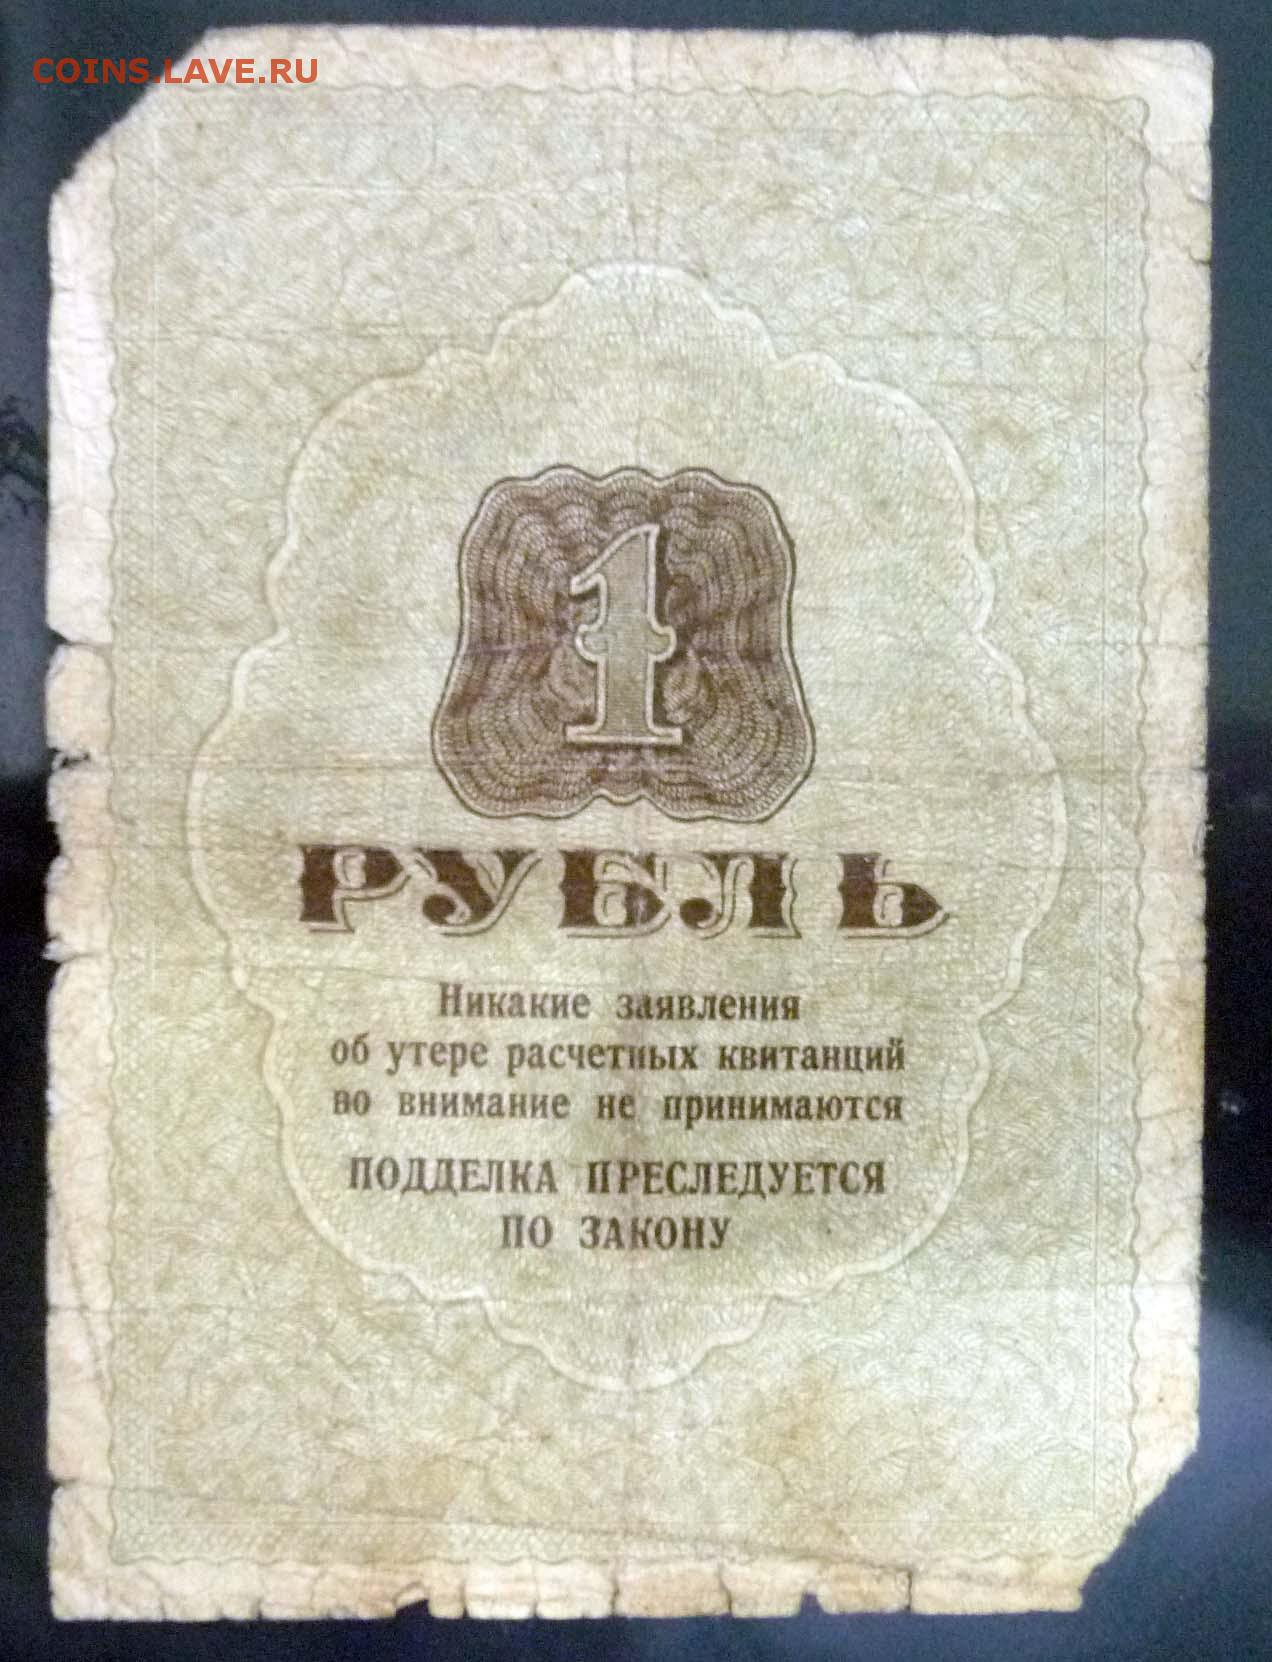 COINS.LAVE.RU
1
РУБЛЬ
Никакие заявления
об утере расчетных квитанций
во внимание не принимаются
ПОДДЕЛКА ПРЕСЛЕДУЕТСЯ
ПО ЗАКОНУ